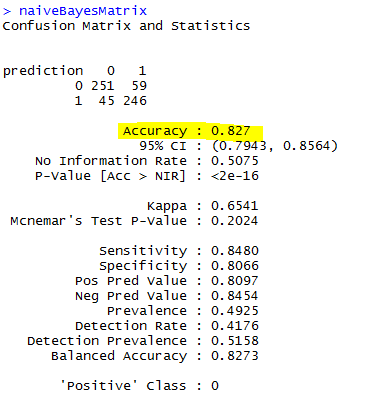 > naiveBayesMatrix
Confusion Matrix and Statistics
prediction   0   1
         0 251  59
         1  45 246
Accuracy : 0.827
95% CI : (0.7943, 0.8564)
No Information Rate : 0.5075
P-Value [Acc > NIR] : <2e-16
Kappa : 0.6541
Mcnemar's Test P-Value : 0.2024
Sensitivity : 0.8480
Specificity : 0.8066
Pos Pred Value : 0.8097
Neg Pred Value : 0.8454
Prevalence : 0.4925
Detection Rate : 0.4176
Detection Prevalence : 0.5158
Balanced Accuracy : 0.8273
'Positive' Class : 0